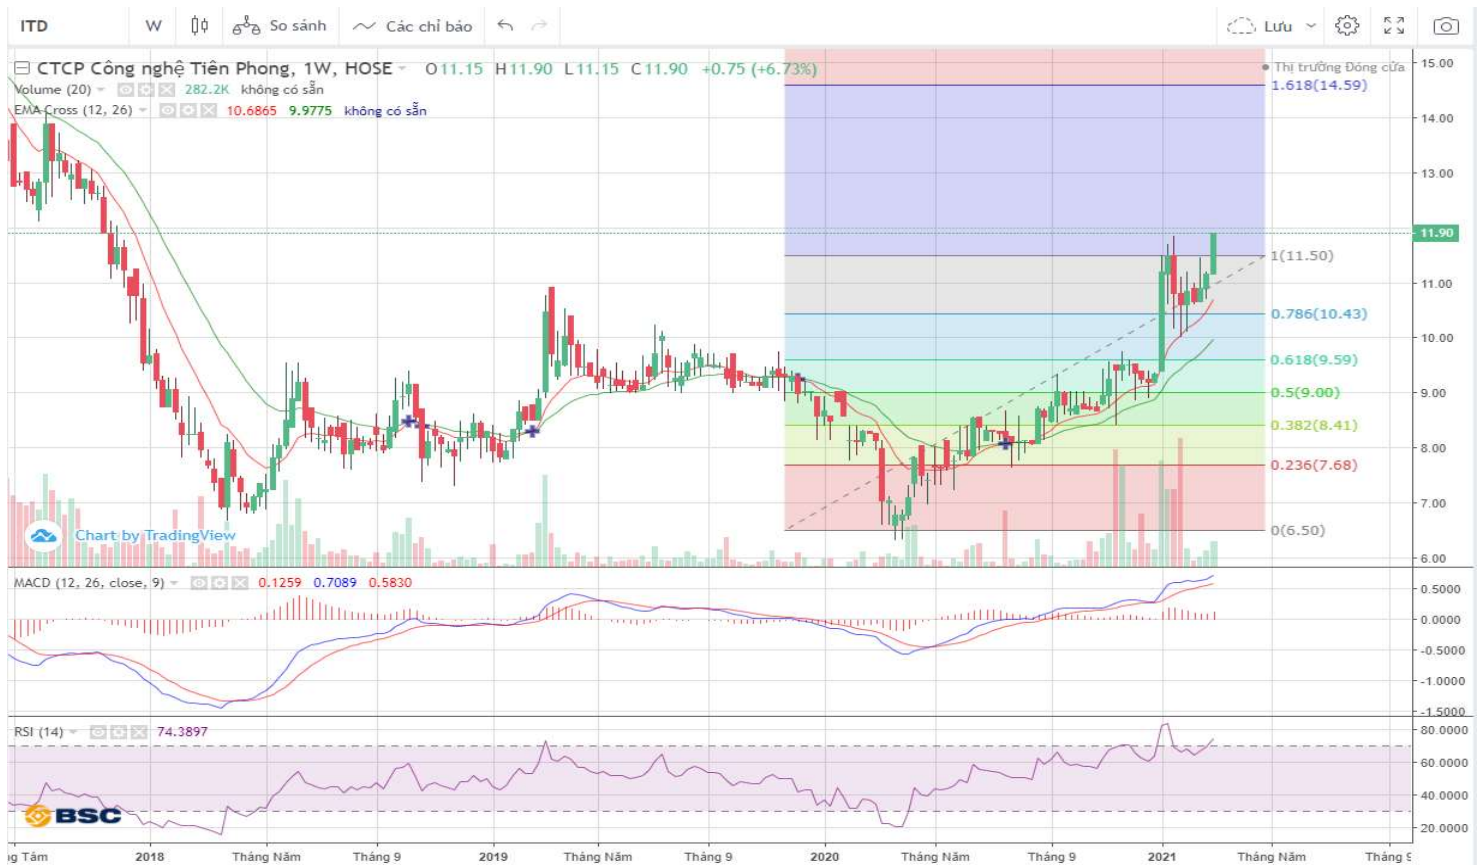 ITD W So sánh Các chỉ báo Lưu
CTCP Công nghệ Tiên Phong, 1W, HOSE O11.15 H11.90 L11.15 C11.90 +0.75 (+6.73%)
Thị trường Đóng cửa
Volume (20) 282.2K không có sẵn
EMA Cross (12, 26) 10.6865 9.9775 không có sẵn
15.00
1.618(14.59)
14.00
13.00
11.90
1(11.50)
11.00
0.786(10.43)
10.00
0.618(9.59)
0.5(9.00)
9.00
0.382(8.41)
8.00
0.236(7.68)
7.00
0(6.50)
Chart by TradingView
6.00
MACD (12, 26, close, 9) 0.1259 0.7089 0.5830
0.5000
0.0000
-0.5000
-1.0000
-1.5000
RSI (14) 74.3897
80.0000
60.0000
40.0000
BSC
20.0000
ng Tám 2018 Tháng Năm Tháng 9 2019 Tháng Năm Tháng 9 2020 Tháng Năm Tháng 9 2021 Tháng Năm Tháng 9